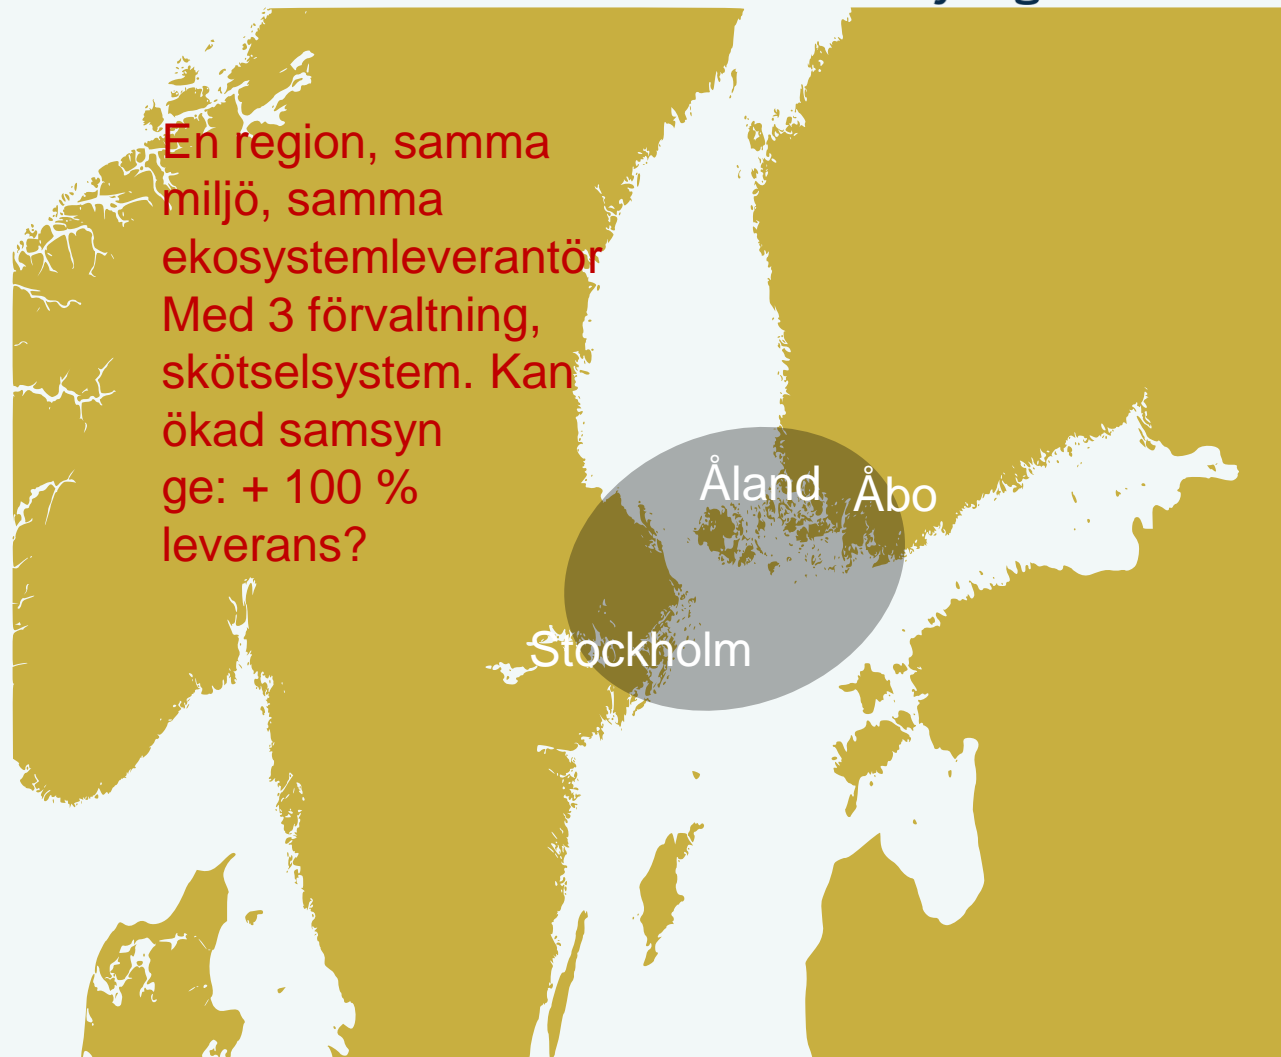 En region, samma
miljö, samma
ekosystemleverantör
Med 3 förvaltning,
skötselsystem. Kan
ökad samsyn
ge: + 100 %
leverans?
Åland
Åbo
Stockholm